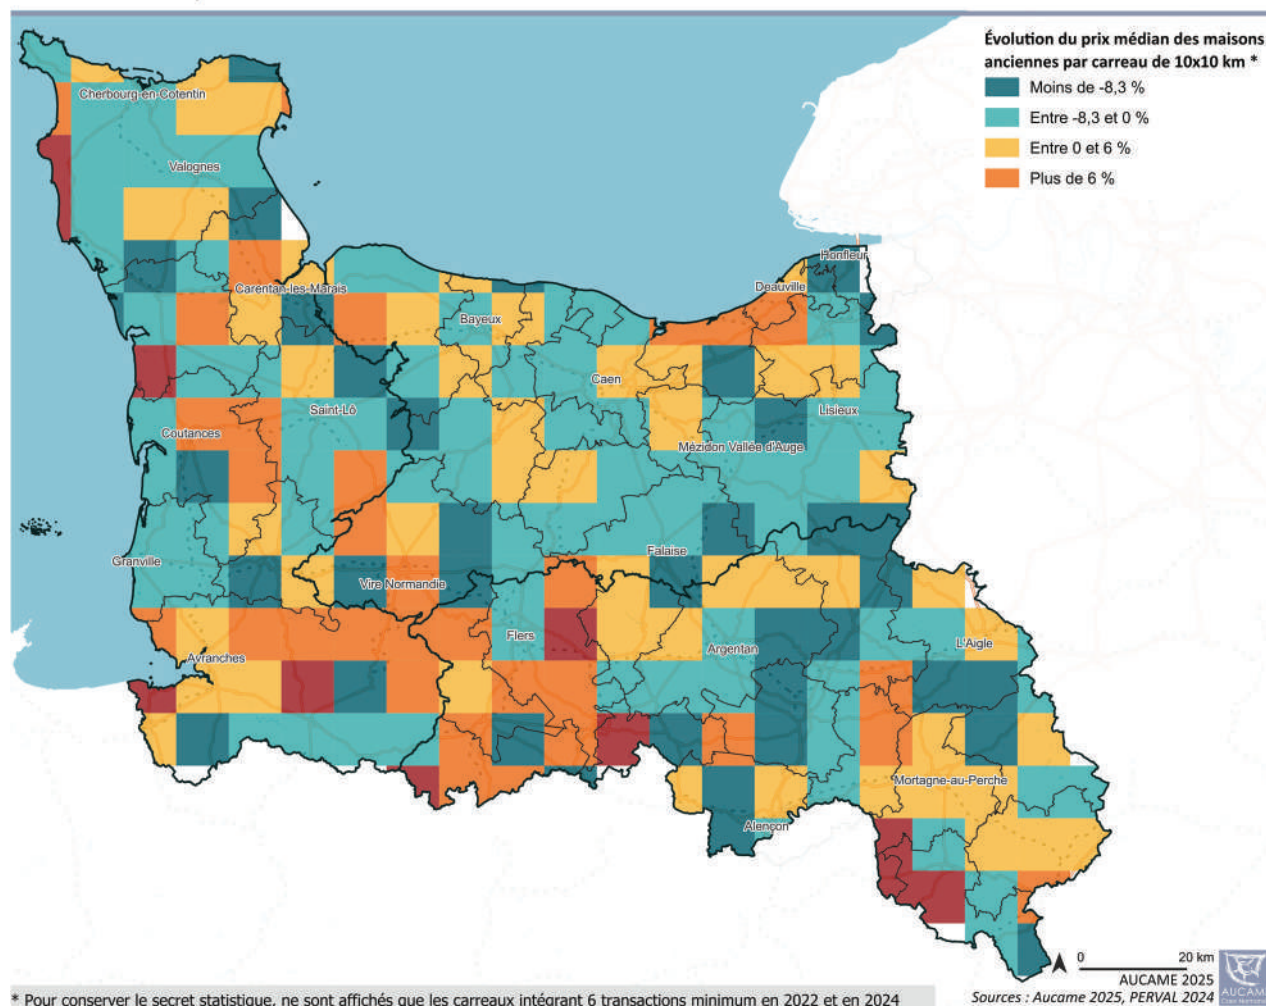 Évolution du prix médian des maisons
anciennes par carreau de 10x10 km *
Moins de -8,3 %
Entre -8,3 et 0 %
Entre 0 et 6 %
Plus de 6 %
Cherbourg-en-Cotentin
Valognes
Honfleur
Carentan-les-Marais
Deauville
Bayeux
Caen
Saint-Lô
Lisieux
Coutances
Mézidon Vallée d'Auge
Falaise
Granville
Vire Normandie
Flers
Argentan
L'Aigle
Avranches
Mortagne-au-Perche
Alençon
0 20 km
AUCAME 2025
Sources : Aucame 2025, PERVAL 2024
AUCAME
* Pour conserver le secret statistique, ne sont affichés que les carreaux intégrant 6 transactions minimum en 2022 et en 2024